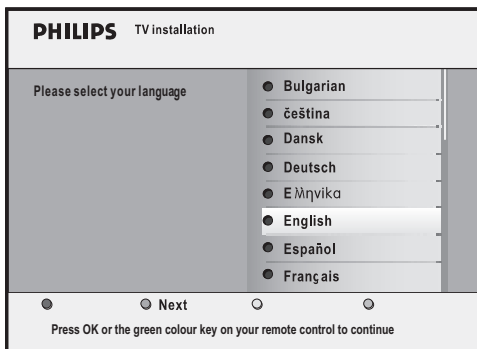 PHILIPS TV installation
Please select your language
Bulgarian
čeština
Dansk
Deutsch
Eλληνικα
English
Español
Français
Next
Press OK or the green colour key on your remote control to continue